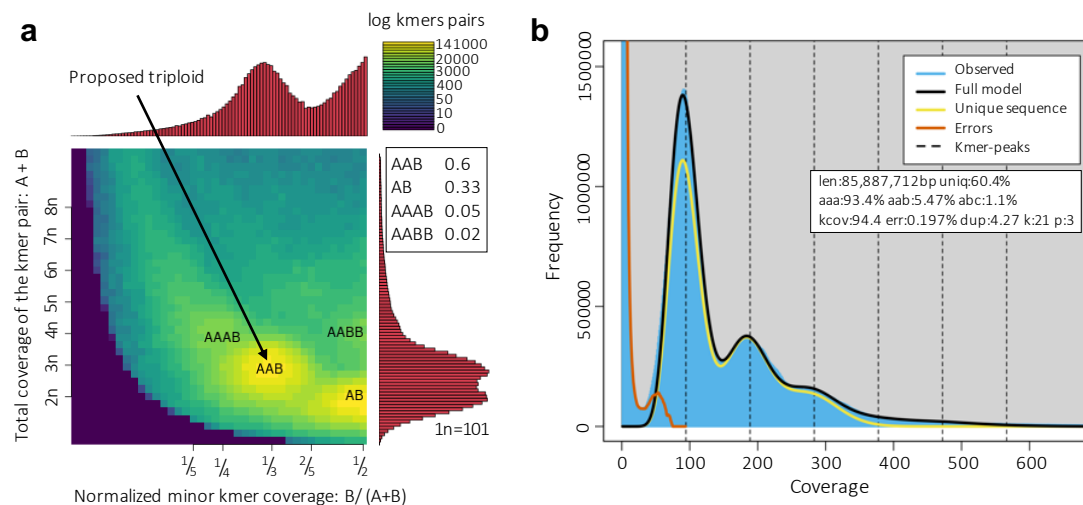 a
log kmers pairs
141000
20000
3000
400
50
10
0
Proposed triploid
AAB 0.6
AB 0.33
AAAB 0.05
AABB 0.02
Total coverage of the kmer pair: A + B
8n
7n
6n
5n
4n
3n
2n
AAAB
AABB
AAB
AB
1n=101
1/5
1/4
1/3
2/5
1/2
Normalized minor kmer coverage: B/ (A+B)
b
Frequency
1500000
1000000
500000
0
Observed
Full model
Unique sequence
Errors
Kmer-peaks
len:85,887,712bp uniq:60.4%
aaa:93.4% aab:5.47% abc:1.1%
kcov:94.4 err:0.197% dup:4.27 k:21 p:3
0 100 200 300 400 500 600
Coverage